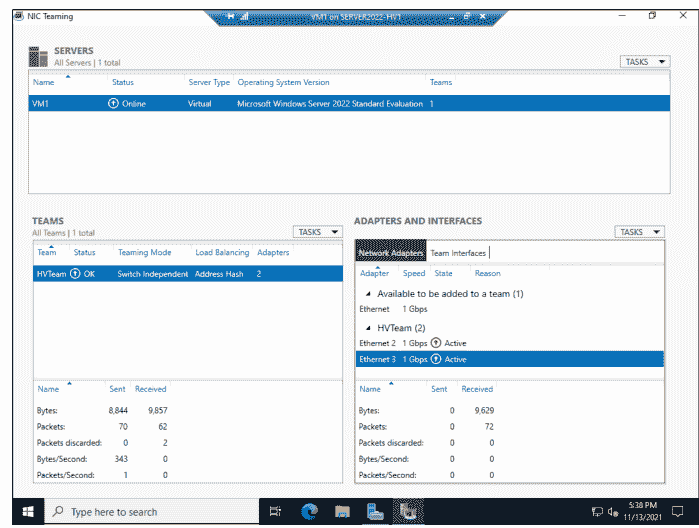 NIC Teaming
VM1 on SERVER2022-HV1
SERVERS
All Servers | 1 total
TASKS
Name Status Server Type Operating System Version Teams
VM1 Online Virtual Microsoft Windows Server 2022 Standard Evaluation 1
TEAMS
All Teams | 1 total
TASKS
Team Status Teaming Mode Load Balancing Adapters
HVTeam OK Switch Independent Address Hash 2
Name Sent Received
Bytes: 8,844 9,857
Packets: 70 62
Packets discarded: 0 2
Bytes/Second: 343 0
Packets/Second: 1 0
ADAPTERS AND INTERFACES
TASKS
Network Adapters Team Interfaces
Adapter Speed State Reason
Available to be added to a team (1)
Ethernet 1 Gbps
HVTeam (2)
Ethernet 2 1 Gbps Active
Ethernet 3 1 Gbps Active
Name Sent Received
Bytes: 0 9,629
Packets: 0 72
Packets discarded: 0 0
Bytes/Second: 0 0
Packets/Second: 0 0
Type here to search
5:38 PM
11/13/2021